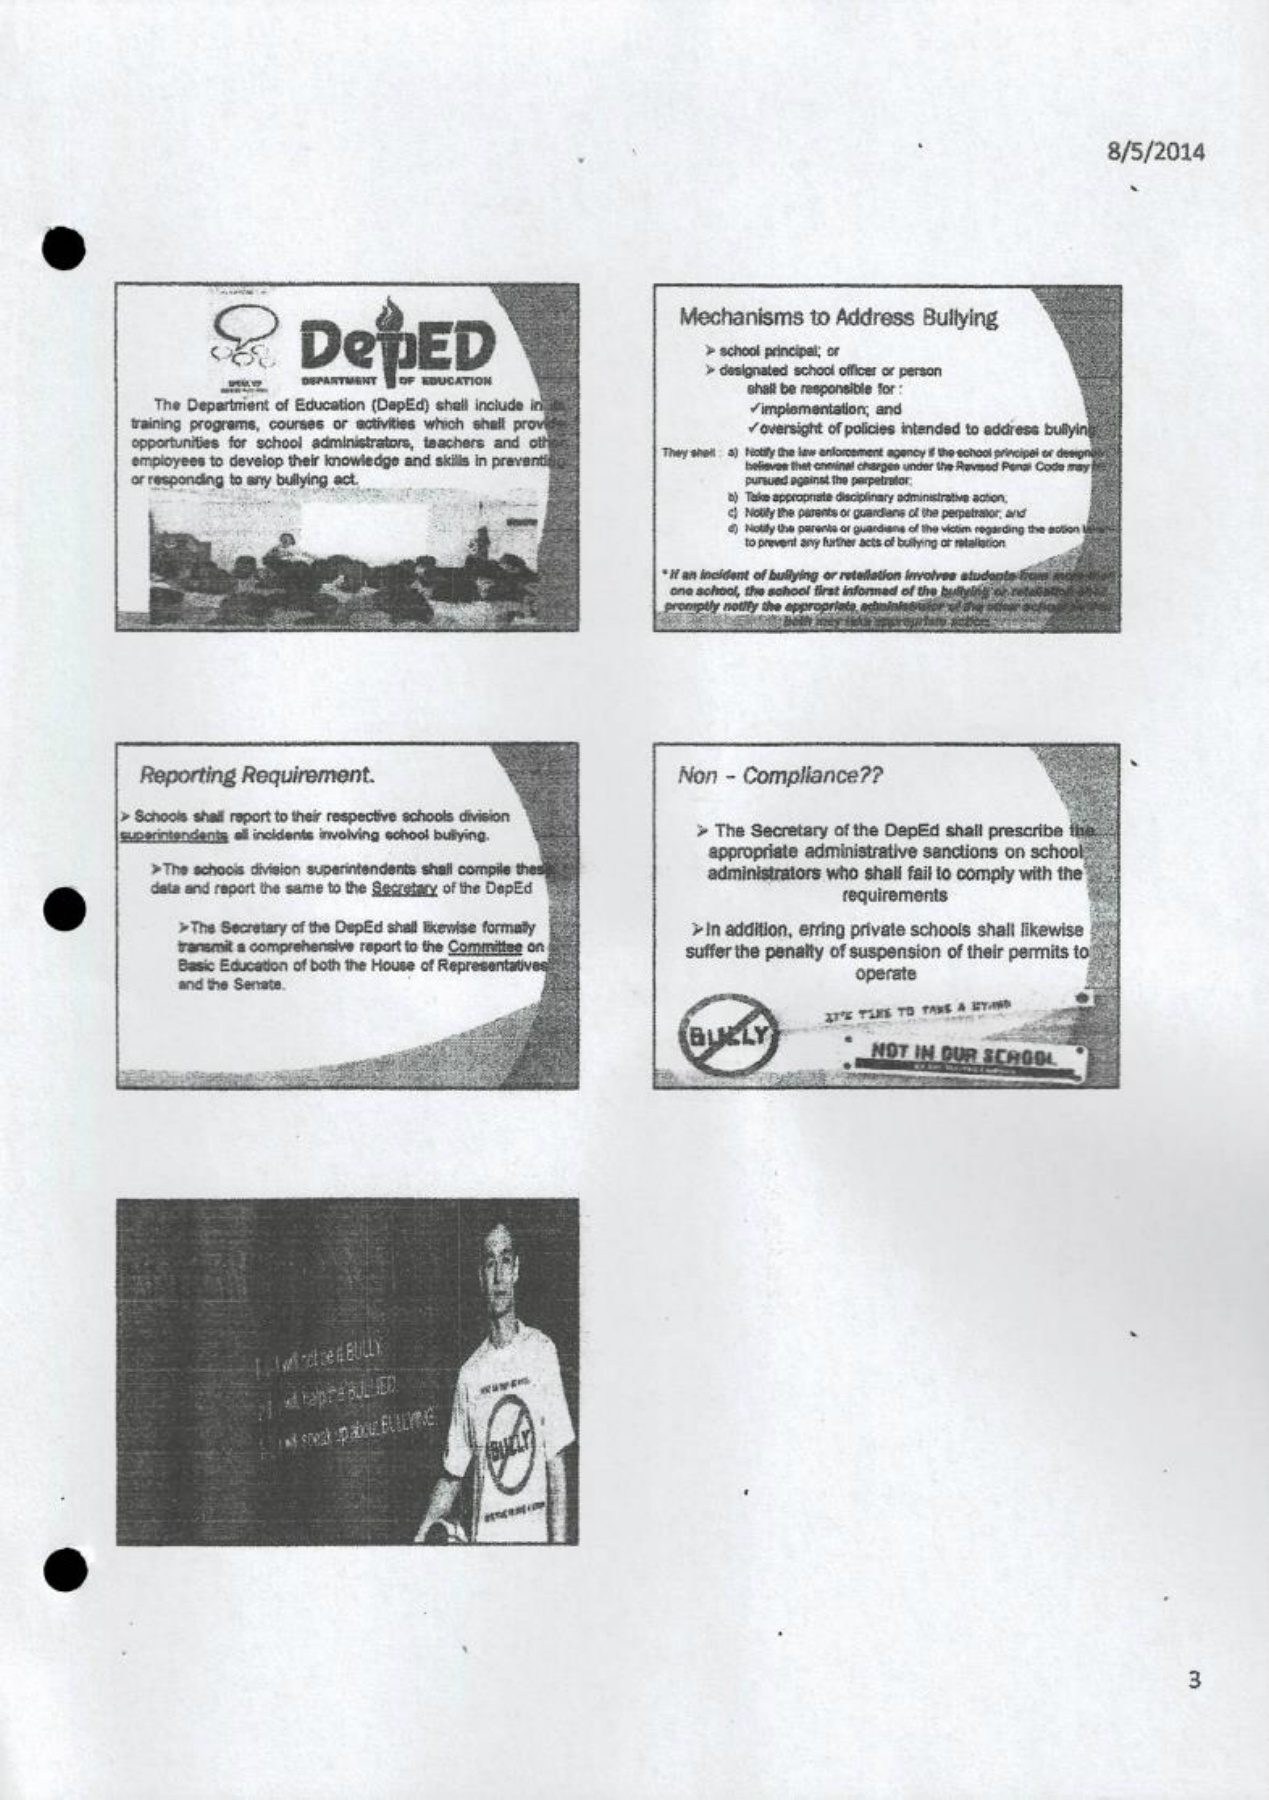 8/5/2014
DepED
DEPARTMENT OF EDUCATION
The Department of Education (DepEd) shall include in
training programs, courses or activities which shall
opportunities for school administrators, teachers and
employees to develop their knowledge and skills in
or responding to any bullying act.
Mechanisms to Address Bullying
➢ school principal; or
➢ designated school officer or person
shall be responsible for :
✓implementation; and
✓oversight of policies intended to address bullying
They shall : a) Notify the law enforcement agency if the school principal or
believes that criminal charges under the Revised Penal Code may
pursued against the perpetrator;
b) Take appropriate disciplinary administrative action;
c) Notify the parents or guardians of the perpetrator; and
d) Notify the parents or guardians of the victim regarding the action
to prevent any further acts of bullying or retaliation
*If an incident of bullying or retaliation involves students from more than
one school, the school first informed of the bullying or retaliation
promptly notify the appropriate administrator of the other school
both may take appropriate action
Reporting Requirement.
➢ Schools shall report to their respective schools division
superintendents all incidents involving school bullying.
➢The schools division superintendents shall compile these
data and report the same to the Secretary of the DepEd
➢The Secretary of the DepEd shall likewise formally
transmit a comprehensive report to the Committee on
Basic Education of both the House of Representatives
and the Senate.
Non - Compliance??
➢ The Secretary of the DepEd shall prescribe the
appropriate administrative sanctions on school
administrators who shall fail to comply with the
requirements
➢In addition, erring private schools shall likewise
suffer the penalty of suspension of their permits to
operate
BULLY
IT'S TIME TO TAKE A STAND
NOT IN OUR SCHOOL
I will not be a BULLY.
I will help the BULLIED.
I will speak up about BULLYING.
BULLY
3